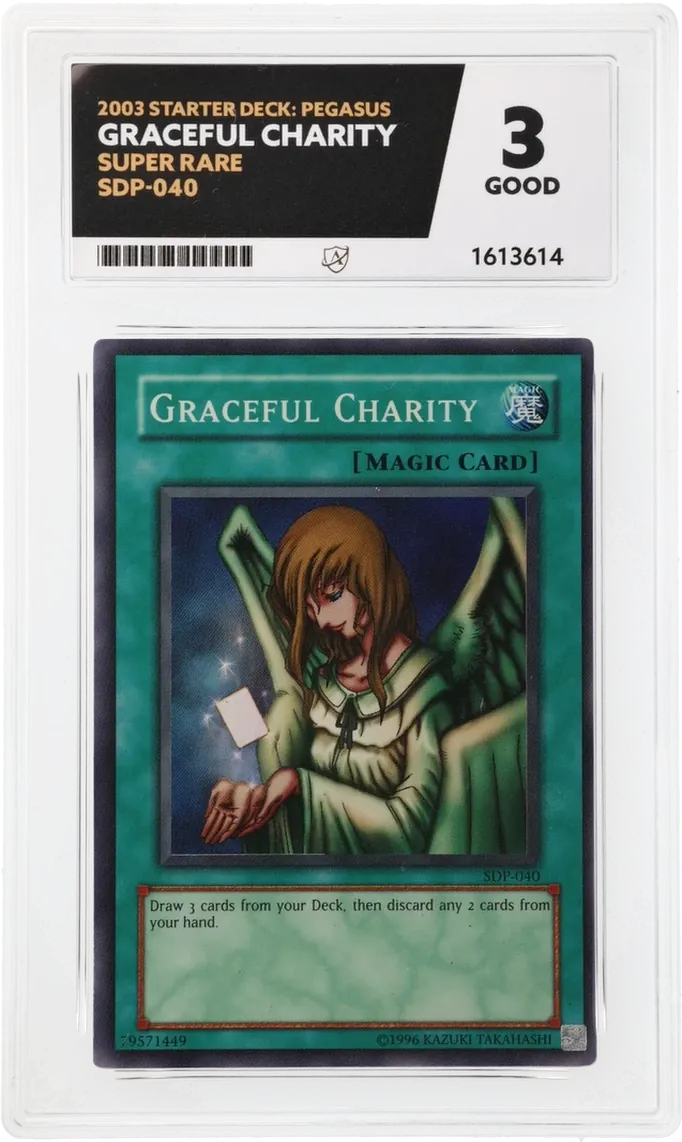 2003 STARTER DECK: PEGASUS
GRACEFUL CHARITY
SUPER RARE
SDP-040
3
GOOD
1613614
GRACEFUL CHARITY
MAGIC
魔
[MAGIC CARD]
SDP-040
Draw 3 cards from your Deck, then discard any 2 cards from
your hand.
79571449
©1996 KAZUKI TAKAHASHI